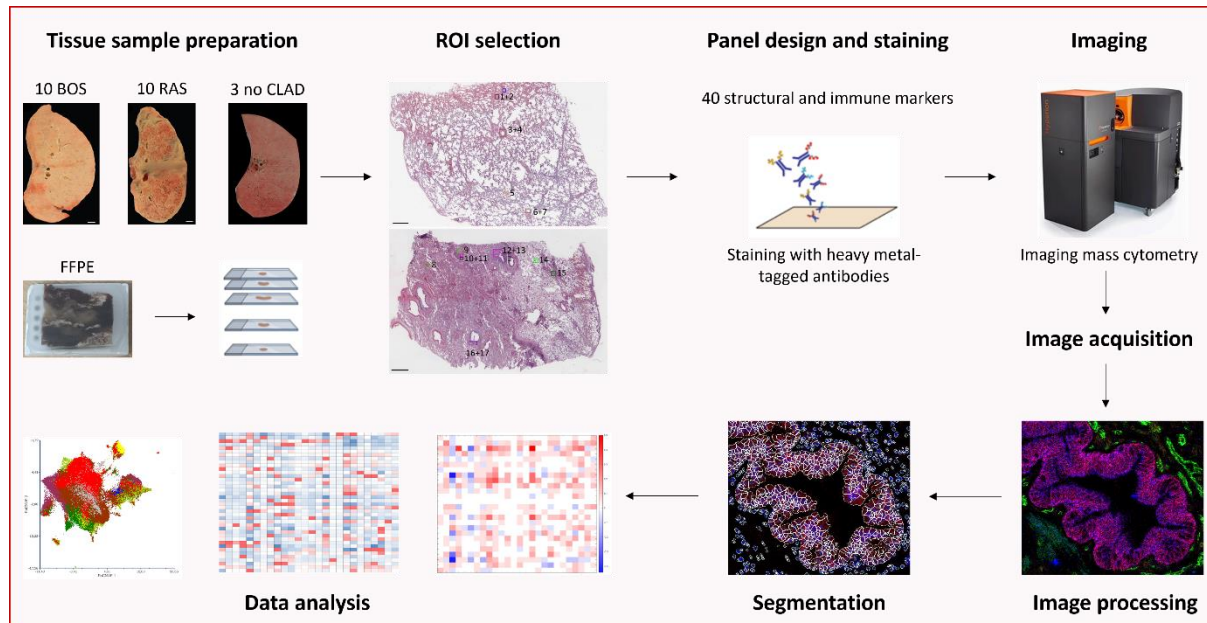 Tissue sample preparation
ROI selection
Panel design and staining
Imaging
10 BOS
10 RAS
3 no CLAD
1+2
3+4
5
6+7
40 structural and immune markers
FFPE
8
9
10+11
12+13
14
15
16+17
Staining with heavy metal-
tagged antibodies
Imaging mass cytometry
Image acquisition
Data analysis
Segmentation
Image processing